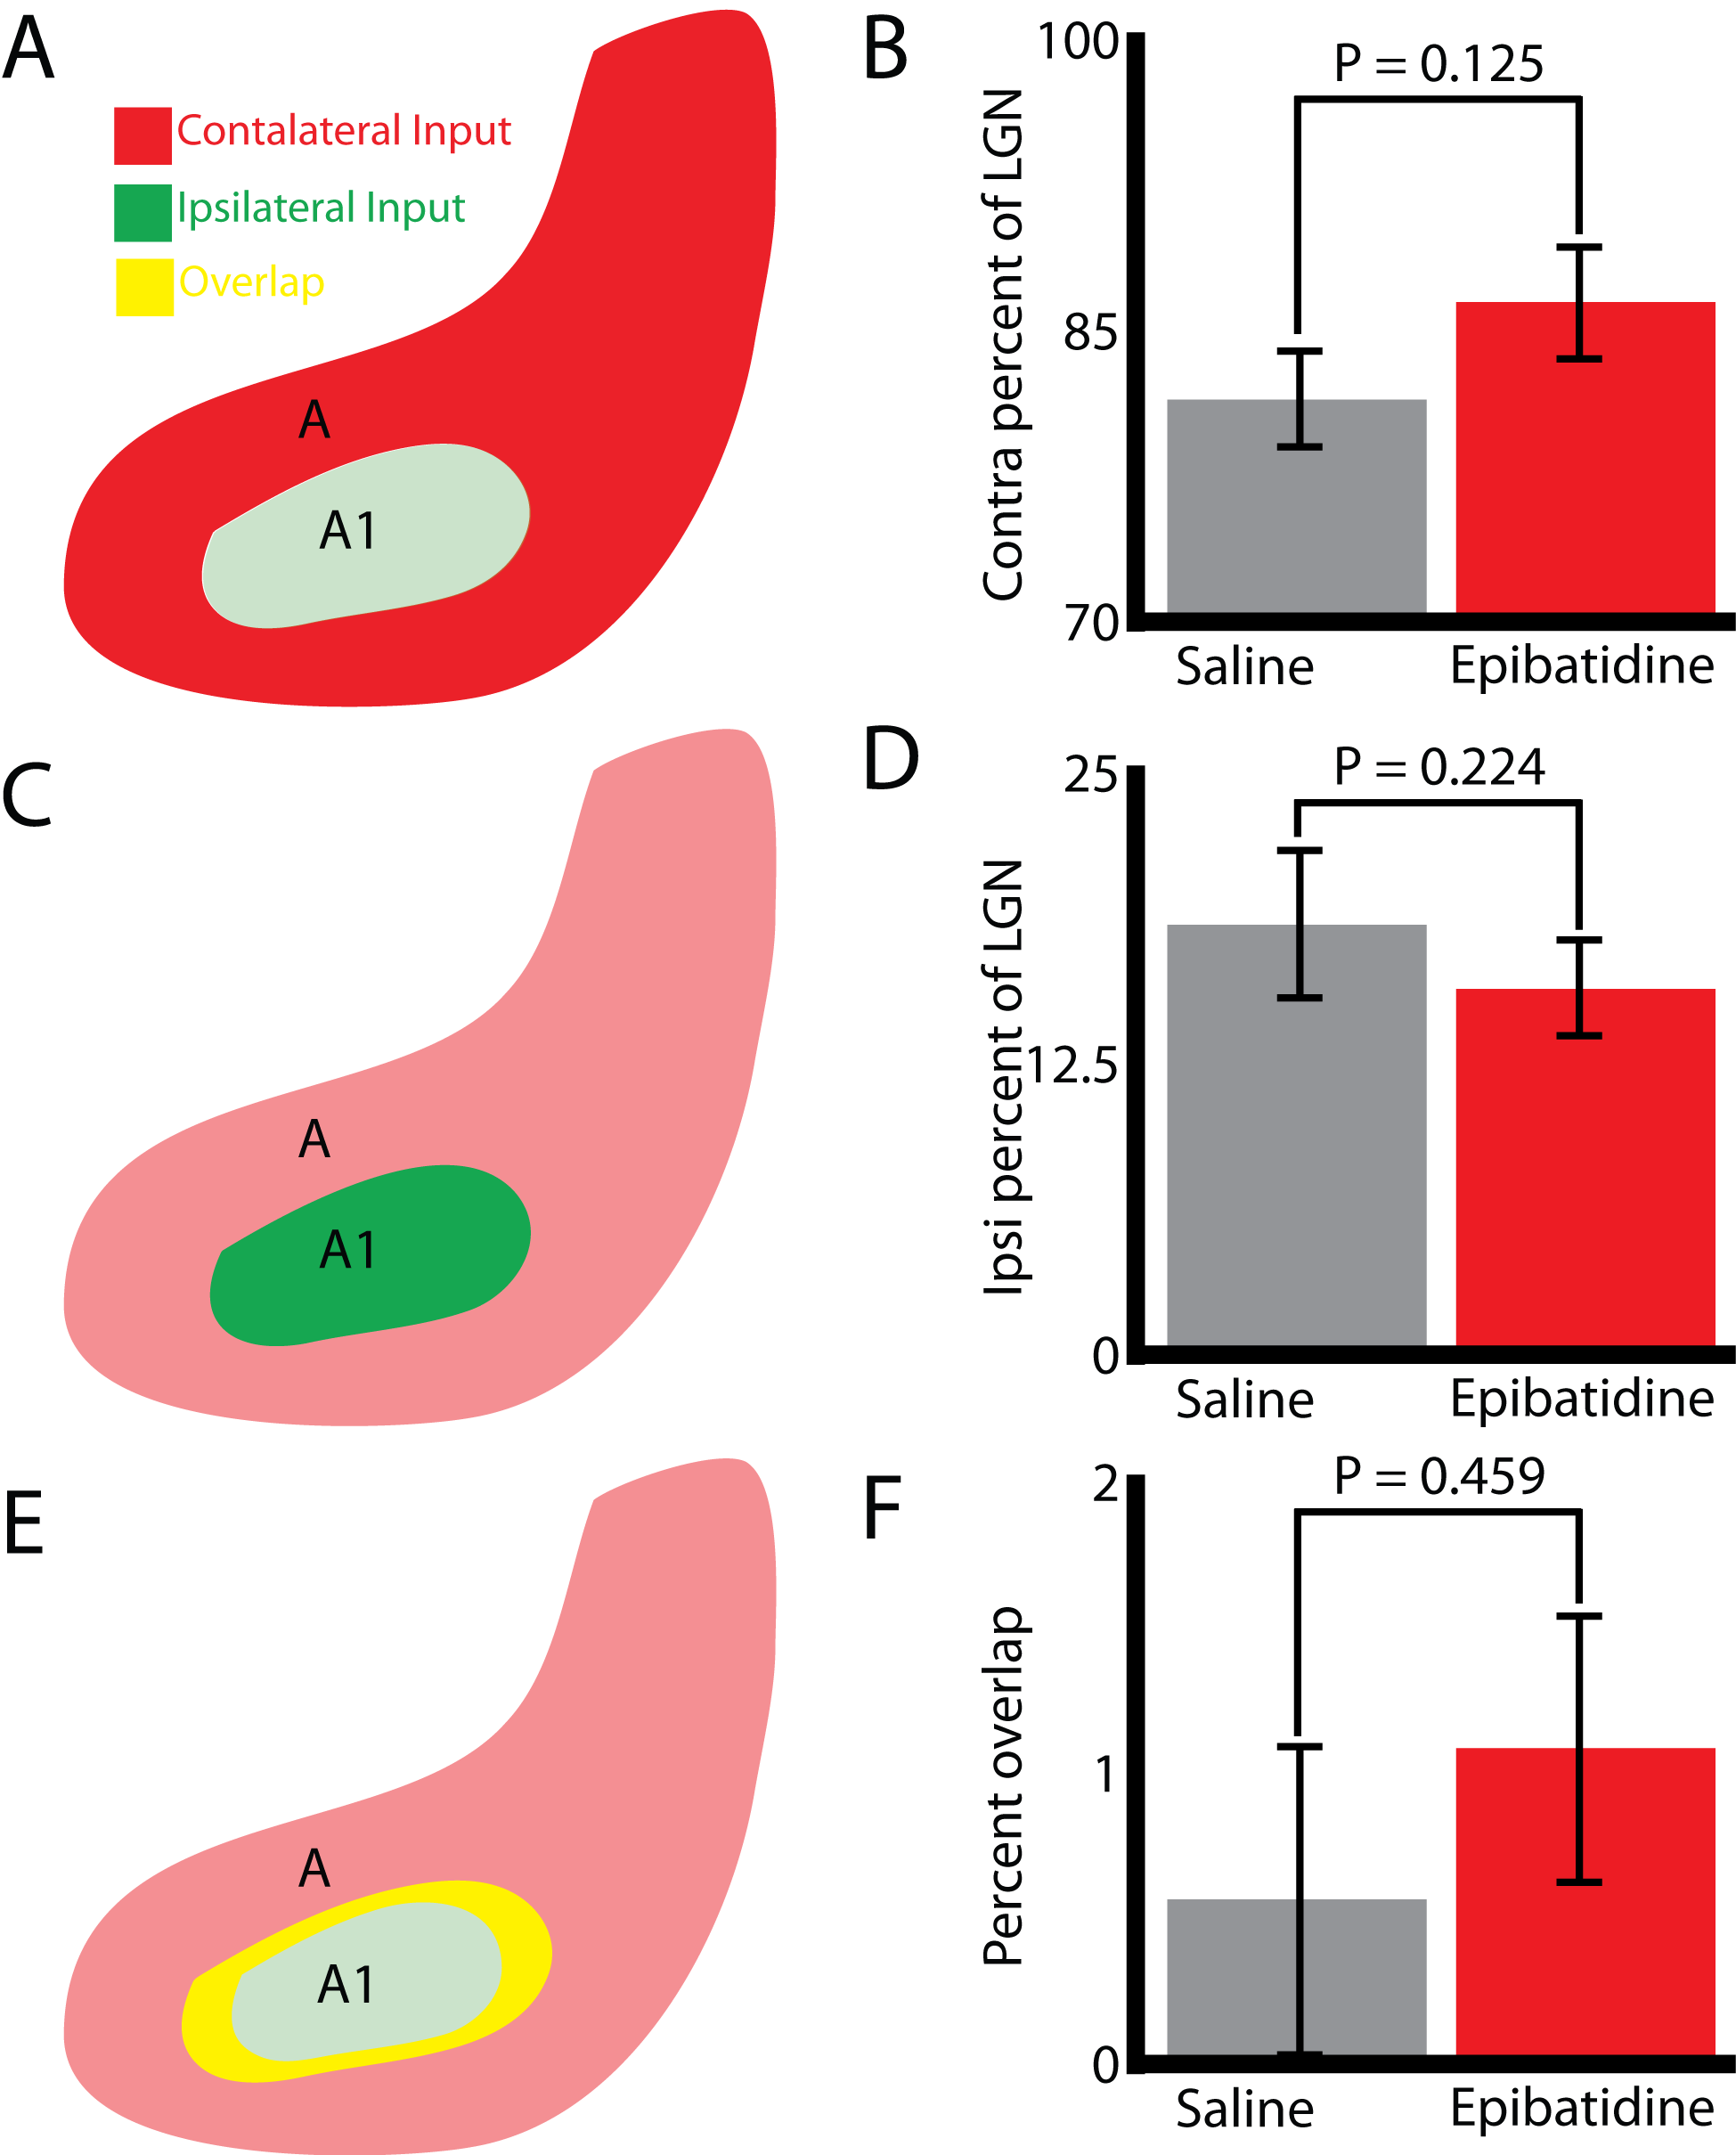 A
Contalateral Input
Ipsilateral Input
Overlap
A
A1
B
P = 0.125
Contra percent of LGN
100
85
70
Saline
Epibatidine
C
A
A1
D
P = 0.224
Ipsi percent of LGN
25
12.5
0
Saline
Epibatidine
E
A
A1
F
P = 0.459
Percent overlap
2
1
0
Saline
Epibatidine